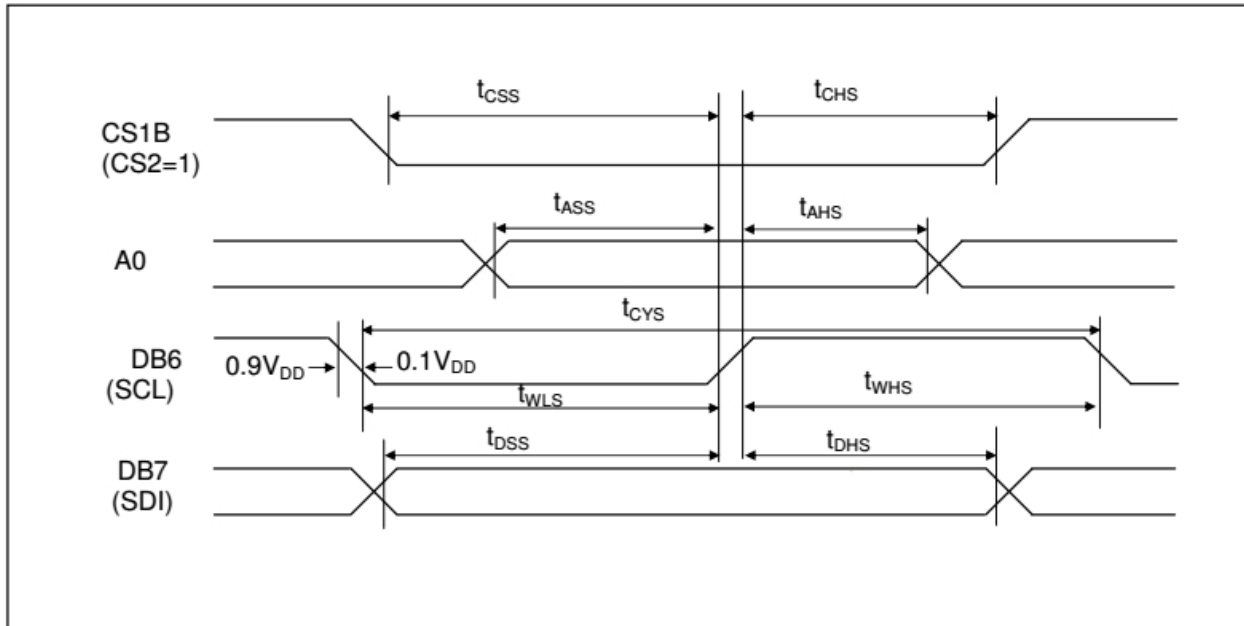 tCSS tCHS
CS1B
(CS2=1)
tASS tAHS
A0
tCYS
DB6
(SCL)
0.9VDD 0.1VDD
tWLS tWHS
tDSS tDHS
DB7
(SDI)